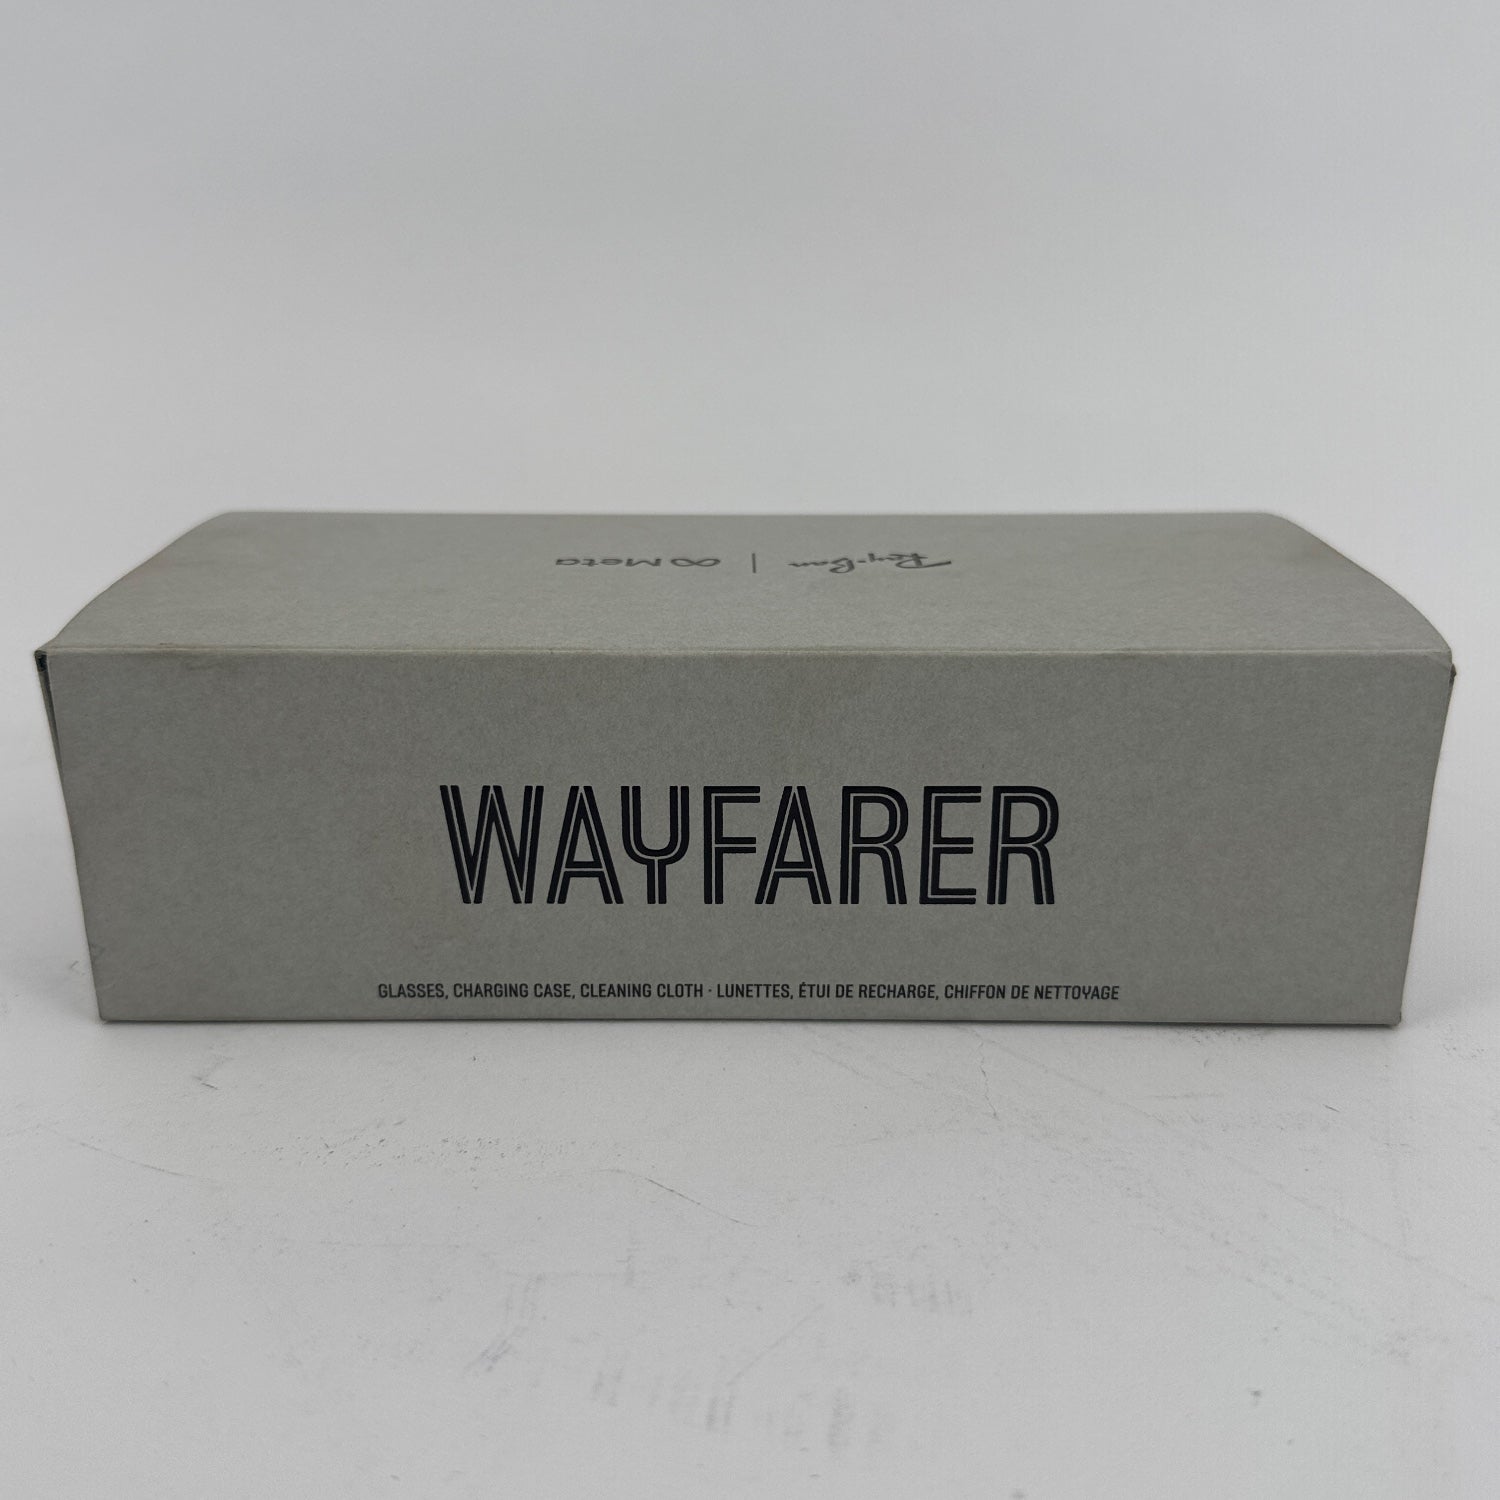 Ray-Ban | Meta
WAYFARER
GLASSES, CHARGING CASE, CLEANING CLOTH · LUNETTES, ÉTUI DE RECHARGE, CHIFFON DE NETTOYAGE